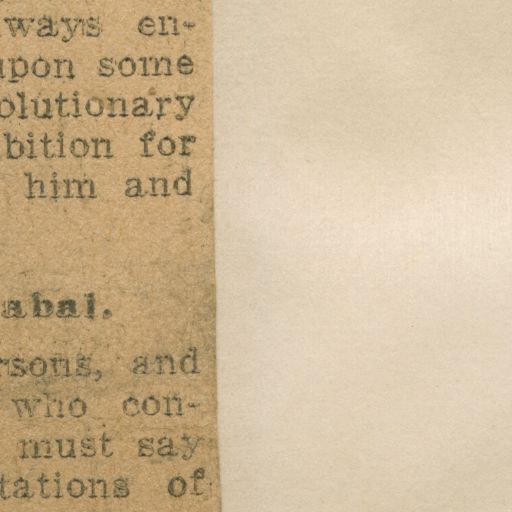 ways en-
upon some
olutionary
bition for
him and
abal.
rsons, and
who con-
must say
tations of